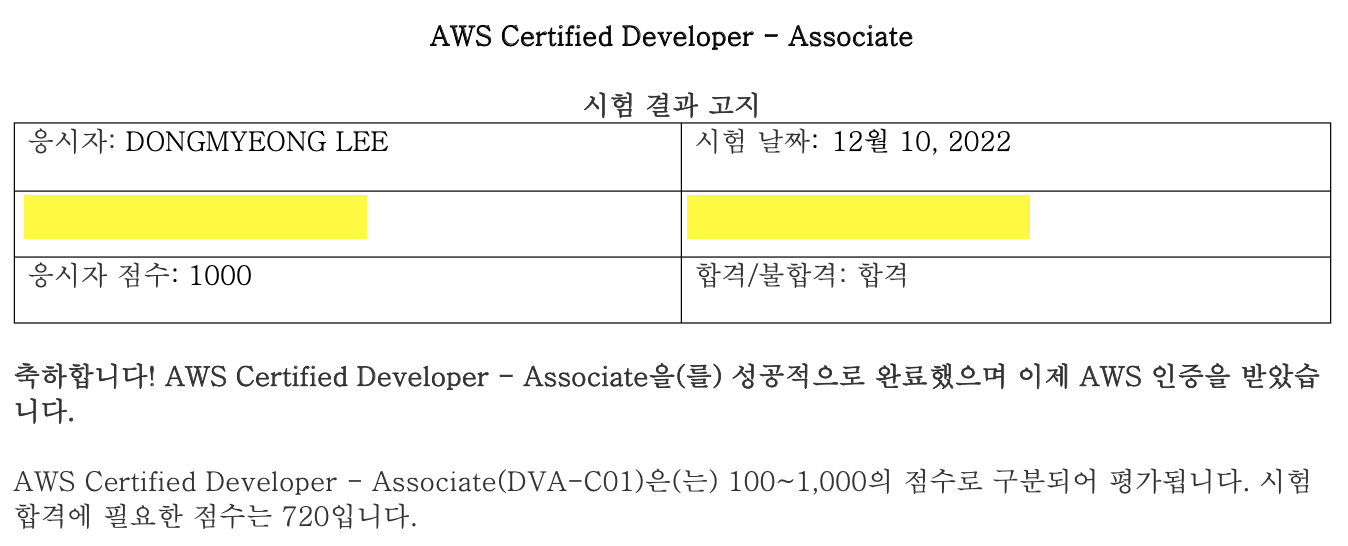 AWS Certified Developer - Associate
시험 결과 고지
응시자: DONGMYEONG LEE
시험 날짜: 12월 10, 2022
응시자 점수: 1000
합격/불합격: 합격
축하합니다! AWS Certified Developer - Associate을(를) 성공적으로 완료했으며 이제 AWS 인증을 받았습
니다.
AWS Certified Developer - Associate(DVA-C01)은(는) 100~1,000의 점수로 구분되어 평가됩니다. 시험
합격에 필요한 점수는 720입니다.